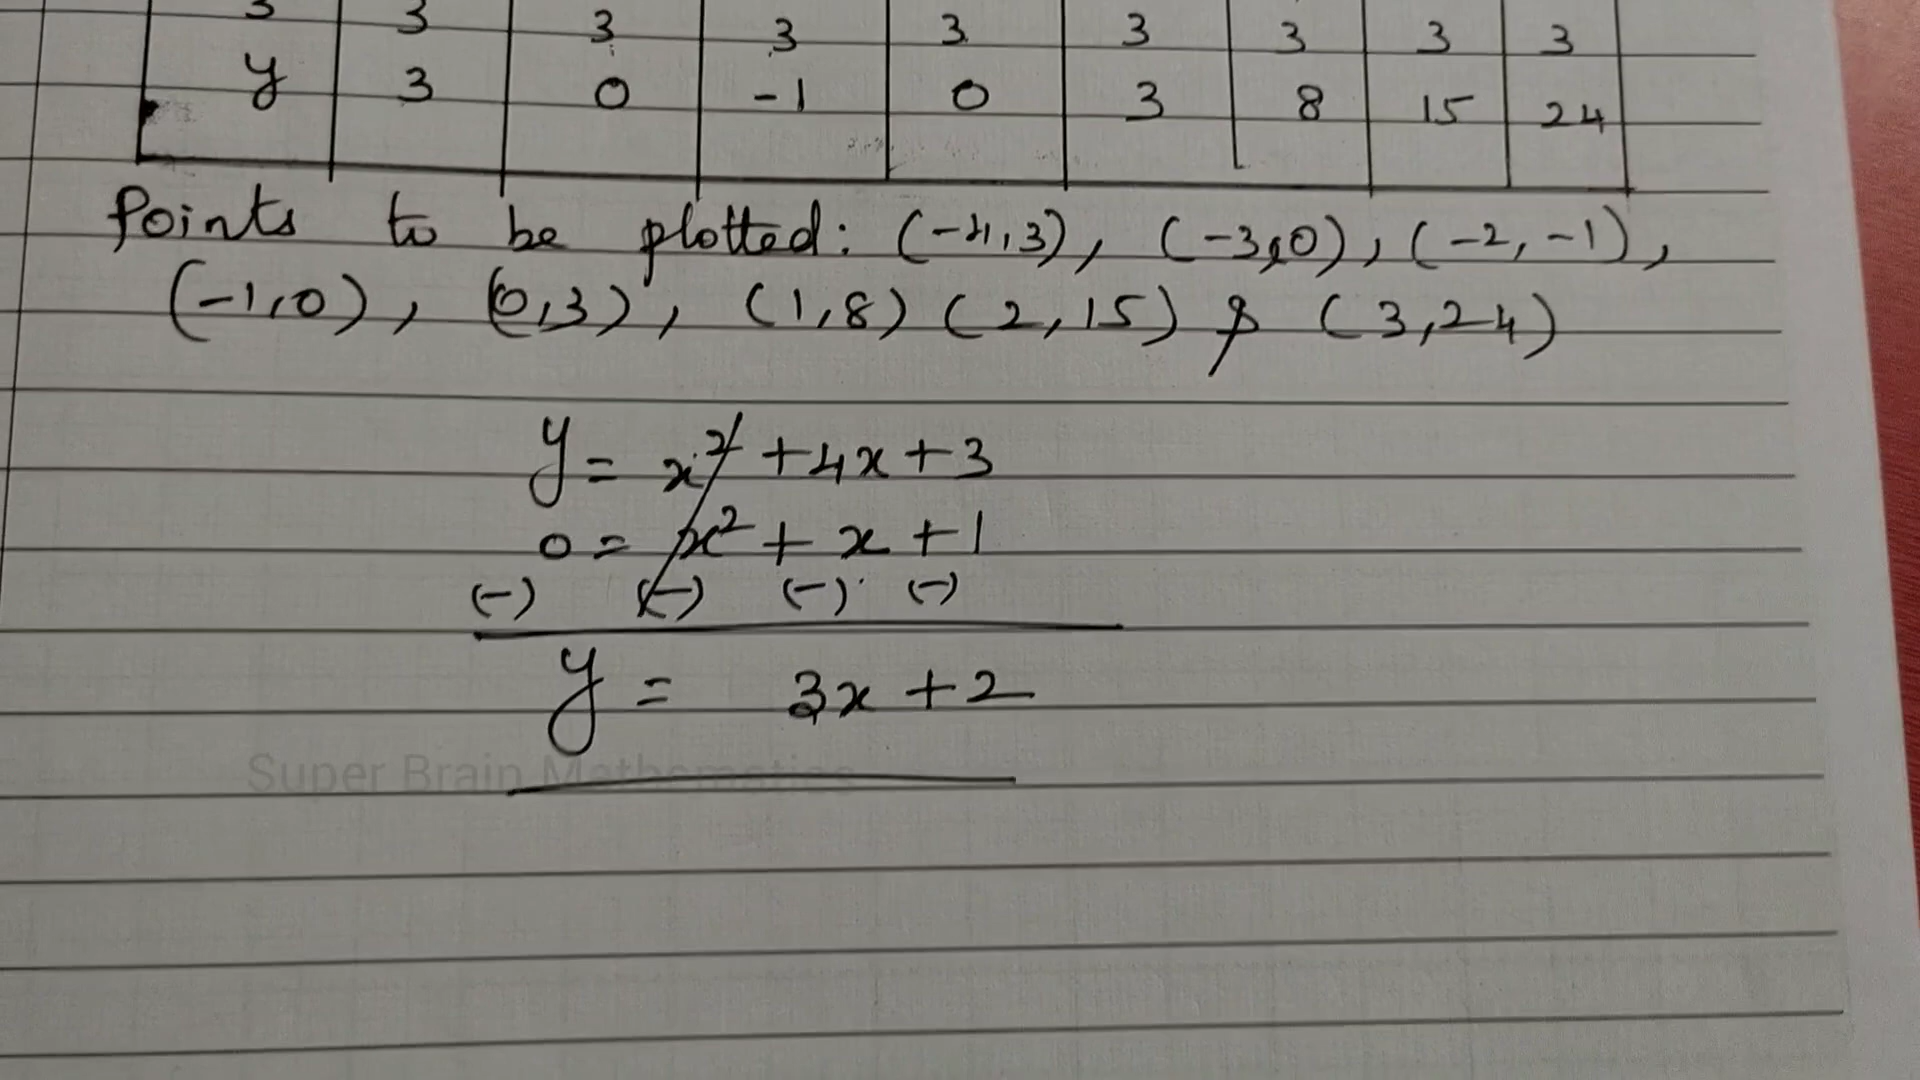 3 3 3 3 3 3 3 3 3
y 3 0 -1 0 3 8 15 24
Points to be plotted: (-4,3), (-3,0), (-2,-1),
(-1,0), (0,3), (1,8) (2,15) & (3,24)
y = x² + 4x + 3
0 = x² + x + 1
(-) (-) (-) (-)
y = 3x + 2
Super Brain Mathematics